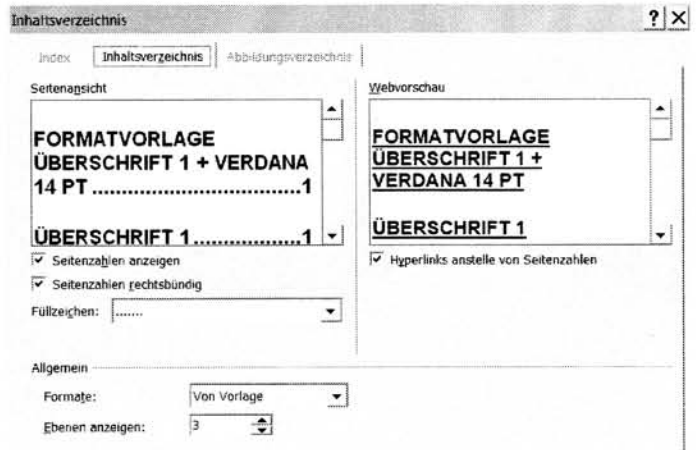 Inhaltsverzeichnis ? X
Index Inhaltsverzeichnis Abbildungsverzeichnis
Seitenansicht
FORMATVORLAGE
ÜBERSCHRIFT 1 + VERDANA
14 PT ................................1
ÜBERSCHRIFT 1..................1
Webvorschau
FORMATVORLAGE
ÜBERSCHRIFT 1 +
VERDANA 14 PT
ÜBERSCHRIFT 1
Seitenzahlen anzeigen
Seitenzahlen rechtsbündig
Füllzeichen: .......
Hyperlinks anstelle von Seitenzahlen
Allgemein
Formate: Von Vorlage
Ebenen anzeigen: 3